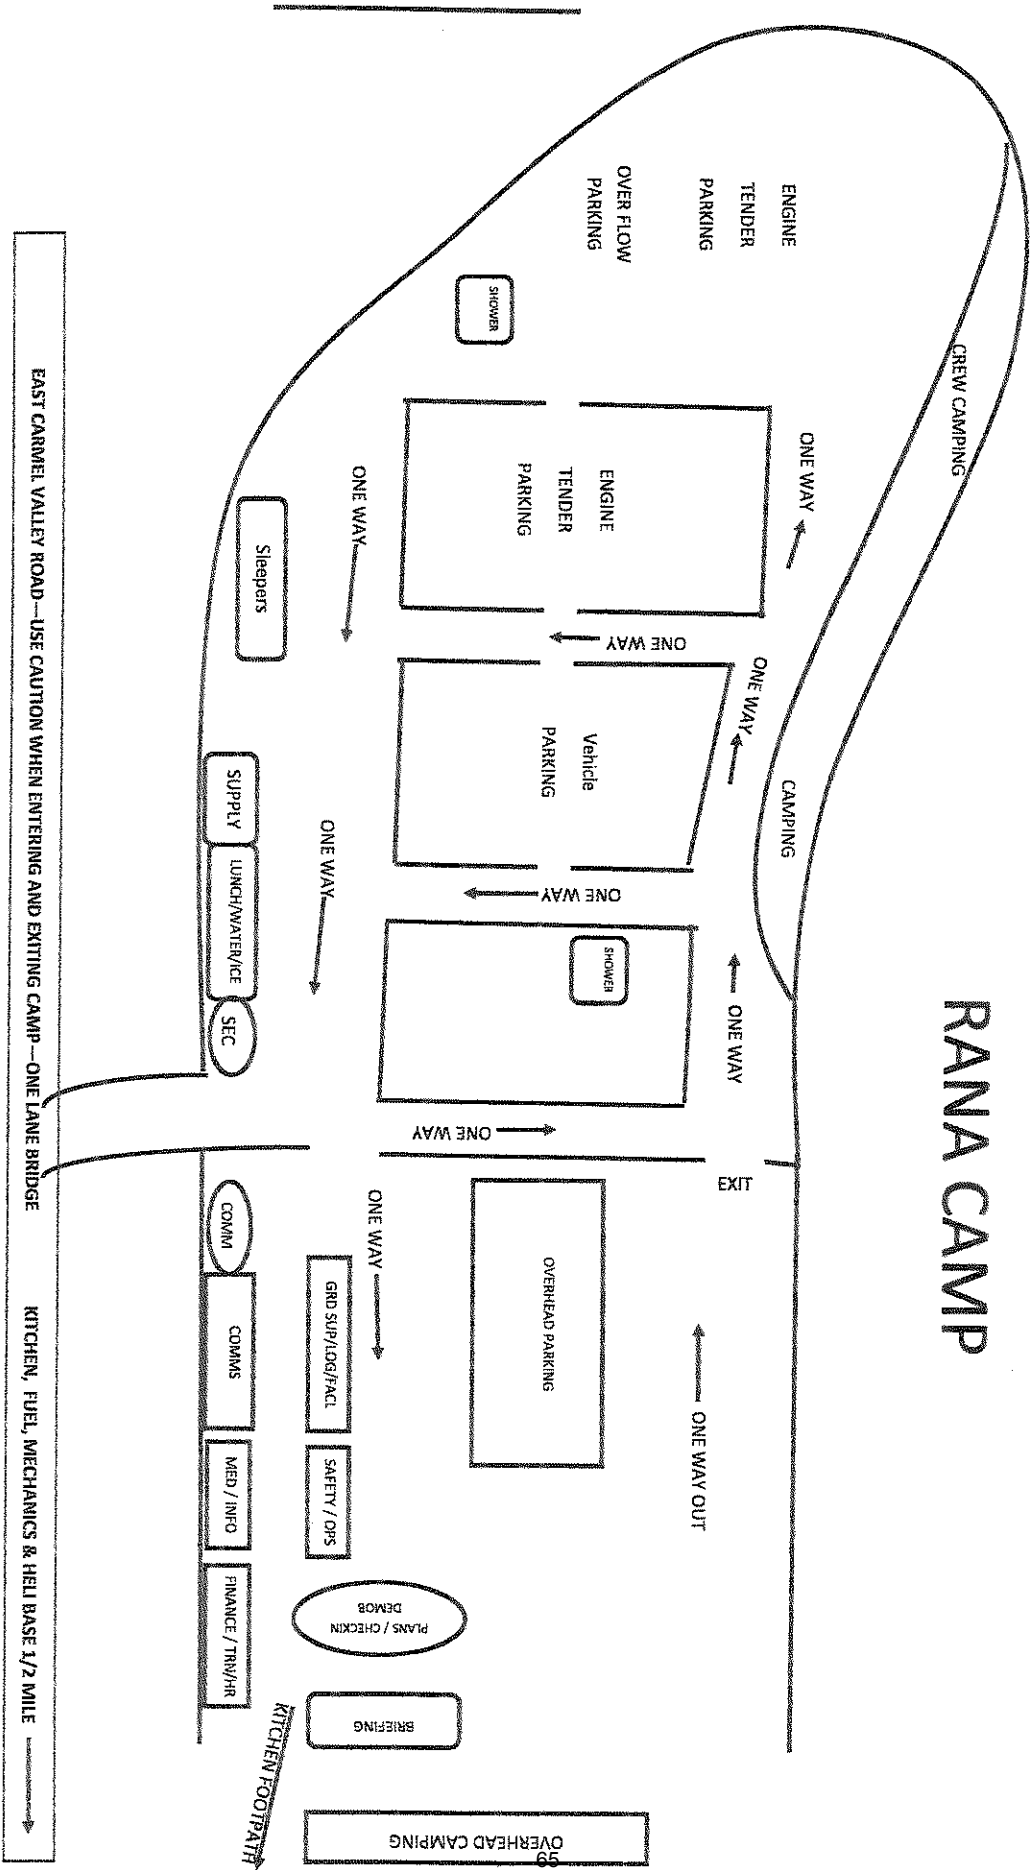 RANA CAMP
CREW CAMPING
CAMPING
ENGINE
TENDER
PARKING
OVER FLOW
PARKING
SHOWER
ONE WAY
ENGINE
TENDER
PARKING
ONE WAY
Sleepers
ONE WAY
ONE WAY
Vehicle
PARKING
ONE WAY
SUPPLY
LUNCH/WATER/ICE
SEC
ONE WAY
ONE WAY
SHOWER
ONE WAY
EXIT
COMM
COMMS
ONE WAY
GRD SUP/LOG/FACL
OVERHEAD PARKING
ONE WAY OUT
SAFETY / OPS
MED / INFO
FINANCE / TRN/HR
PLANS / CHECKIN
DEMOB
BRIEFING
KITCHEN FOOTPATH
OVERHEAD CAMPING
EAST CARMEL VALLEY ROAD—USE CAUTION WHEN ENTERING AND EXITING CAMP—ONE LANE BRIDGE KITCHEN, FUEL, MECHANICS & HELI BASE 1/2 MILE
65